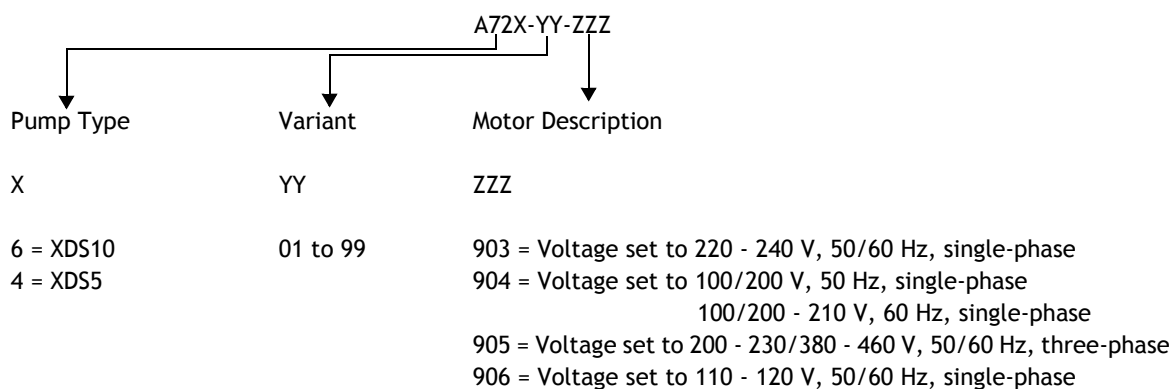 A72X-YY-ZZZ
Pump Type Variant Motor Description
X YY ZZZ
6 = XDS10 01 to 99 903 = Voltage set to 220 - 240 V, 50/60 Hz, single-phase
4 = XDS5 904 = Voltage set to 100/200 V, 50 Hz, single-phase
100/200 - 210 V, 60 Hz, single-phase
905 = Voltage set to 200 - 230/380 - 460 V, 50/60 Hz, three-phase
906 = Voltage set to 110 - 120 V, 50/60 Hz, single-phase